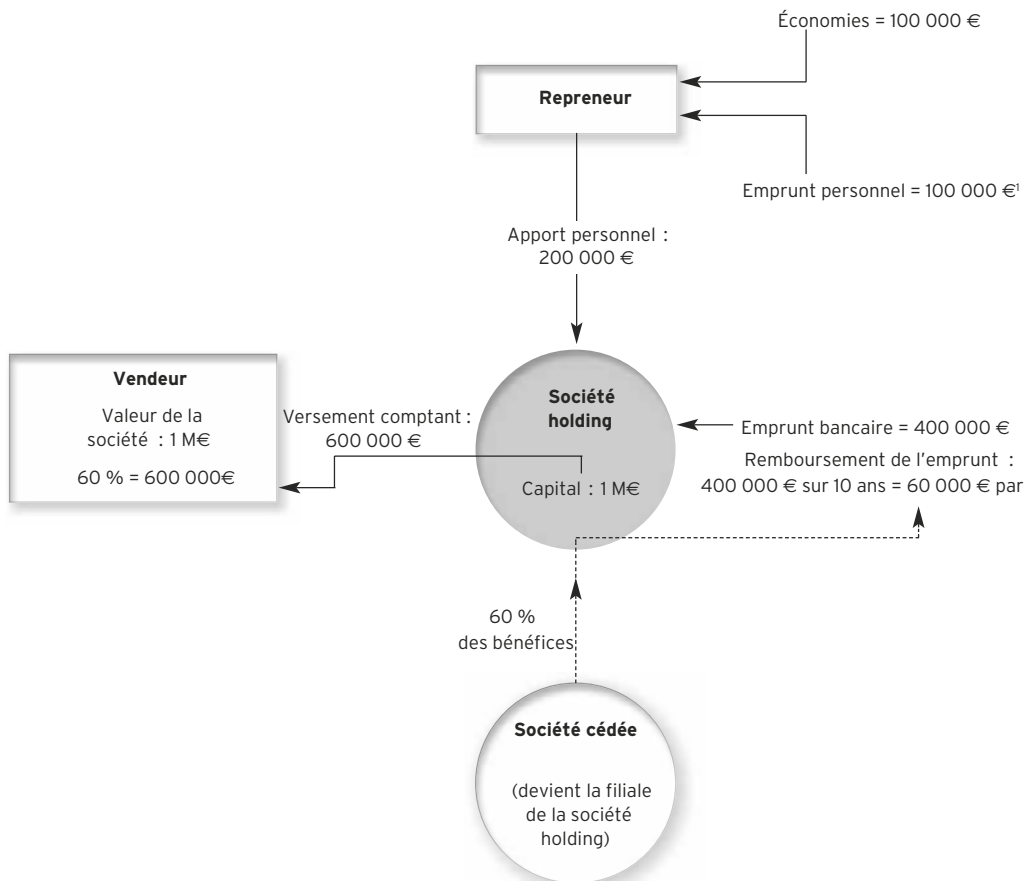 Économies = 100 000 €
Repreneur
Emprunt personnel = 100 000 €¹
Apport personnel :
200 000 €
Vendeur
Valeur de la
société : 1 M€
60 % = 600 000€
Versement comptant :
600 000 €
Société
holding
Capital : 1 M€
Emprunt bancaire = 400 000 €
Remboursement de l'emprunt :
400 000 € sur 10 ans = 60 000 € par
60 %
des bénéfices
Société cédée
(devient la filiale
de la société
holding)